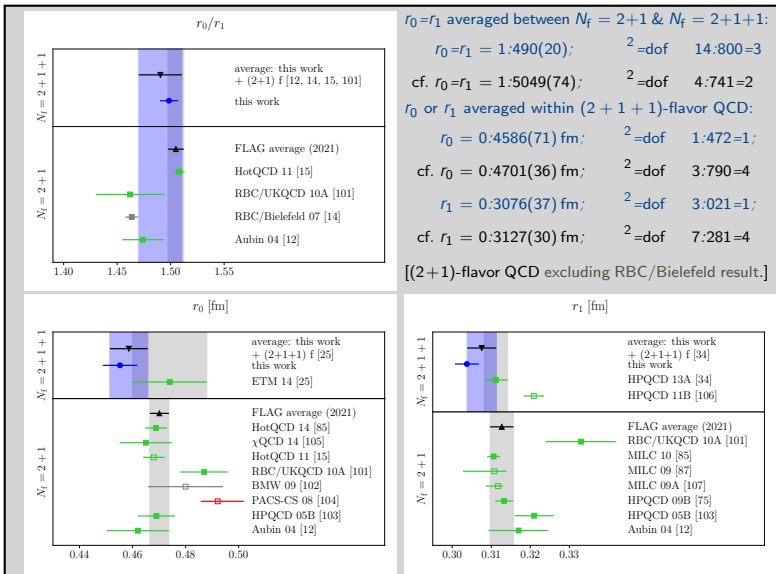 r0/r1
Nf = 2+1+1
average: this work
+ (2+1) f [12, 14, 15, 101]
this work
Nf = 2+1
FLAG average (2021)
HotQCD 11 [15]
RBC/UKQCD 10A [101]
RBC/Bielefeld 07 [14]
Aubin 04 [12]
1.40 1.45 1.50 1.55
r0=r1 averaged between Nf = 2+1 & Nf = 2+1+1:
r0=r1 = 1:490(20); 2=dof 14:800=3
cf. r0=r1 = 1:5049(74); 2=dof 4:741=2
r0 or r1 averaged within (2 + 1 + 1)-flavor QCD:
r0 = 0:4586(71) fm; 2=dof 1:472=1;
cf. r0 = 0:4701(36) fm; 2=dof 3:790=4
r1 = 0:3076(37) fm; 2=dof 3:021=1;
cf. r1 = 0:3127(30) fm; 2=dof 7:281=4
[(2+1)-flavor QCD excluding RBC/Bielefeld result.]
r0 [fm]
Nf = 2+1+1
average: this work
+ (2+1+1) f [25]
this work
ETM 14 [25]
Nf = 2+1
FLAG average (2021)
HotQCD 14 [85]
χQCD 14 [105]
HotQCD 11 [15]
RBC/UKQCD 10A [101]
BMW 09 [102]
PACS-CS 08 [104]
HPQCD 05B [103]
Aubin 04 [12]
0.44 0.46 0.48 0.50
r1 [fm]
Nf = 2+1+1
average: this work
+ (2+1+1) f [34]
this work
HPQCD 13A [34]
HPQCD 11B [106]
Nf = 2+1
FLAG average (2021)
RBC/UKQCD 10A [101]
MILC 10 [85]
MILC 09 [87]
MILC 09A [107]
HPQCD 09B [75]
HPQCD 05B [103]
Aubin 04 [12]
0.30 0.31 0.32 0.33